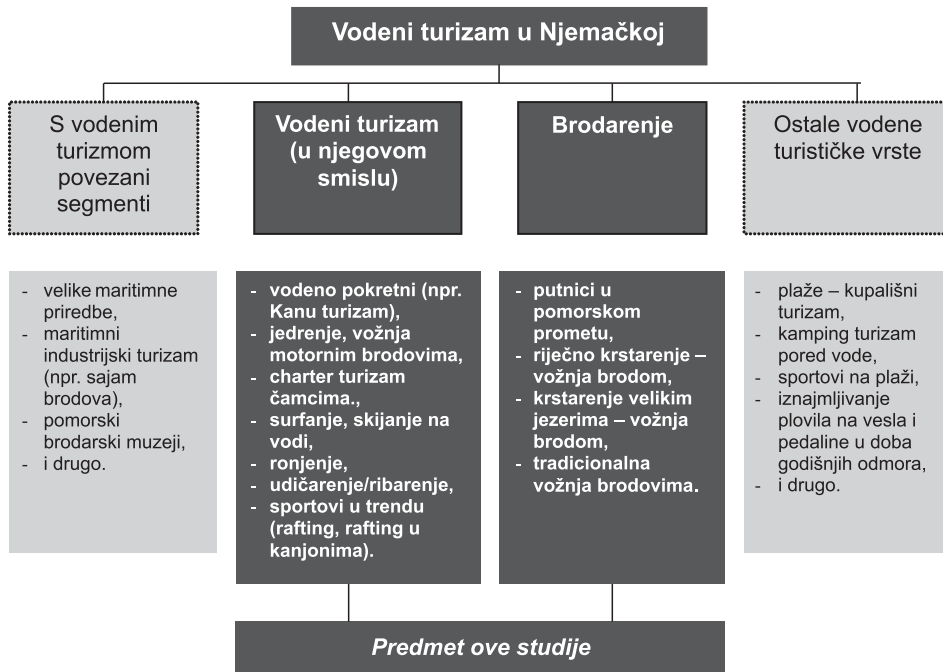 Vodeni turizam u Njemačkoj
S vodenim
turizmom
povezani
segmenti
Vodeni turizam
(u njegovom
smislu)
Brodarenje
Ostale vodene
turističke vrste
- velike maritimne
priredbe,
- maritimni
industrijski turizam
(npr. sajam
brodova),
- pomorski
brodarski muzeji,
- i drugo.
- vodeno pokretni (npr.
Kanu turizam),
- jedrenje, vožnja
motornim brodovima,
- charter turizam
čamcima.,
- surfanje, skijanje na
vodi,
- ronjenje,
- udičarenje/ribarenje,
- sportovi u trendu
(rafting, rafting u
kanjonima).
- putnici u
pomorskom
prometu,
- riječno krstarenje –
vožnja brodom,
- krstarenje velikim
jezerima – vožnja
brodom,
- tradicionalna
vožnja brodovima.
- plaže – kupališni
turizam,
- kamping turizam
pored vode,
- sportovi na plaži,
- iznajmljivanje
plovila na vesla i
pedaline u doba
godišnjih odmora,
- i drugo.
Predmet ove studije